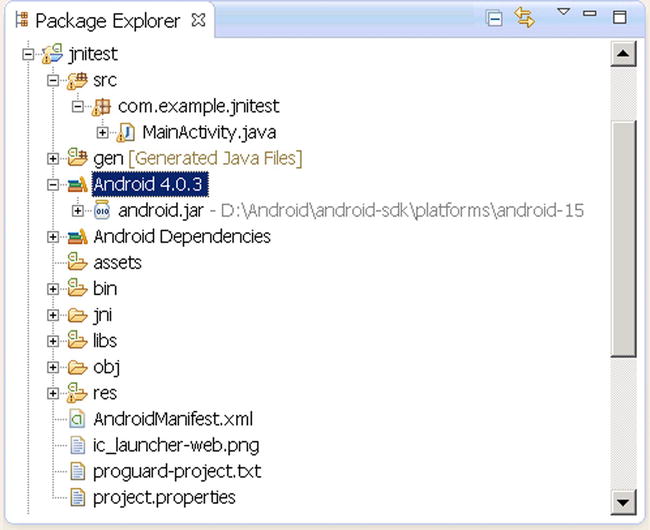 Package Explorer
jnitest
src
com.example.jnitest
MainActivity.java
gen [Generated Java Files]
Android 4.0.3
android.jar - D:\Android\android-sdk\platforms\android-15
Android Dependencies
assets
bin
jni
libs
obj
res
AndroidManifest.xml
ic_launcher-web.png
proguard-project.txt
project.properties